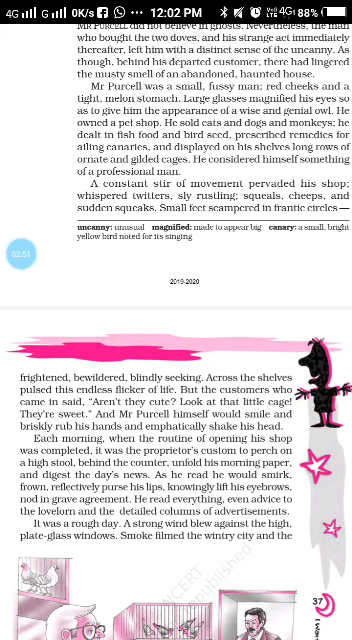 4G 0K/s 12:02 PM 4G 88%
MR PURCELL did not believe in ghosts. Nevertheless, the man
who bought the two doves, and his strange act immediately
thereafter, left him with a distinct sense of the uncanny. As
though, behind his departed customer, there had lingered
the musty smell of an abandoned, haunted house.
Mr Purcell was a small, fussy man; red cheeks and a
tight, melon stomach. Large glasses magnified his eyes so
as to give him the appearance of a wise and genial owl. He
owned a pet shop. He sold cats and dogs and monkeys; he
dealt in fish food and bird seed, prescribed remedies for
ailing canaries, and displayed on his shelves long rows of
ornate and gilded cages. He considered himself something
of a professional man.
A constant stir of movement pervaded his shop;
whispered twitters, sly rustling; squeals, cheeps, and
sudden squeaks. Small feet scampered in frantic circles —
uncanny: unusual magnified: made to appear big canary: a small, bright
yellow bird noted for its singing
02:51
2019-2020
frightened, bewildered, blindly seeking. Across the shelves
pulsed this endless flicker of life. But the customers who
came in said, “Aren't they cute? Look at that little cage!
They're sweet.” And Mr Purcell himself would smile and
briskly rub his hands and emphatically shake his head.
Each morning, when the routine of opening his shop
was completed, it was the proprietor's custom to perch on
a high stool, behind the counter, unfold his morning paper,
and digest the day's news. As he read he would smirk,
frown, reflectively purse his lips, knowingly lift his eyebrows,
nod in grave agreement. He read everything, even advice to
the lovelorn and the detailed columns of advertisements.
It was a rough day. A strong wind blew against the high,
plate-glass windows. Smoke filmed the wintry city and the
37